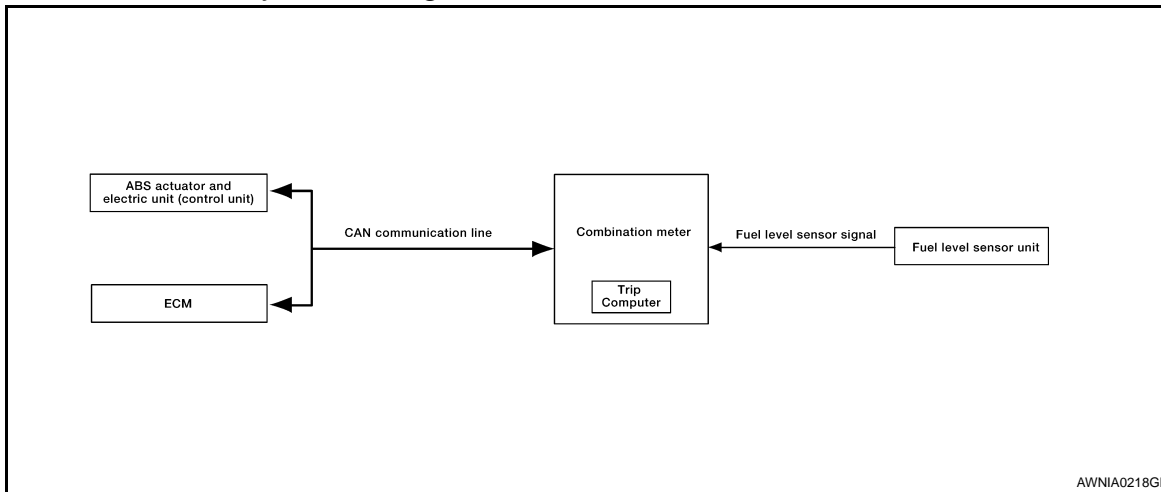 ABS actuator and
electric unit (control unit)
CAN communication line
ECM
Combination meter
Trip
Computer
Fuel level sensor signal
Fuel level sensor unit